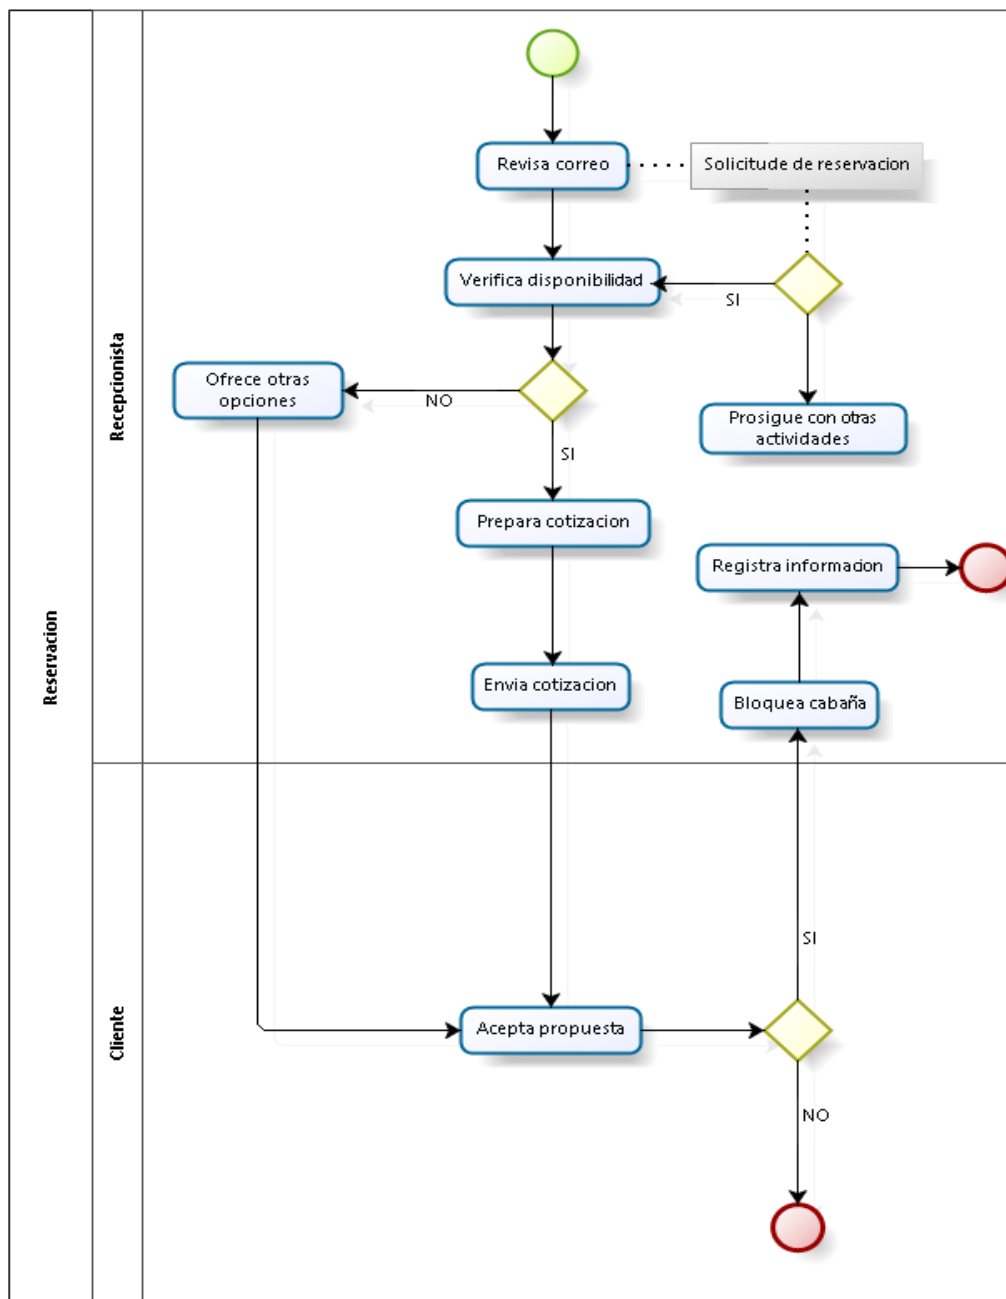 Reservacion
Recepcionista
Revisa correo
Solicitude de reservacion
Verifica disponibilidad
SI
Ofrece otras
opciones
NO
Prosigue con otras
actividades
SI
Prepara cotizacion
Registra informacion
Envia cotizacion
Bloquea cabaña
Cliente
SI
Acepta propuesta
NO